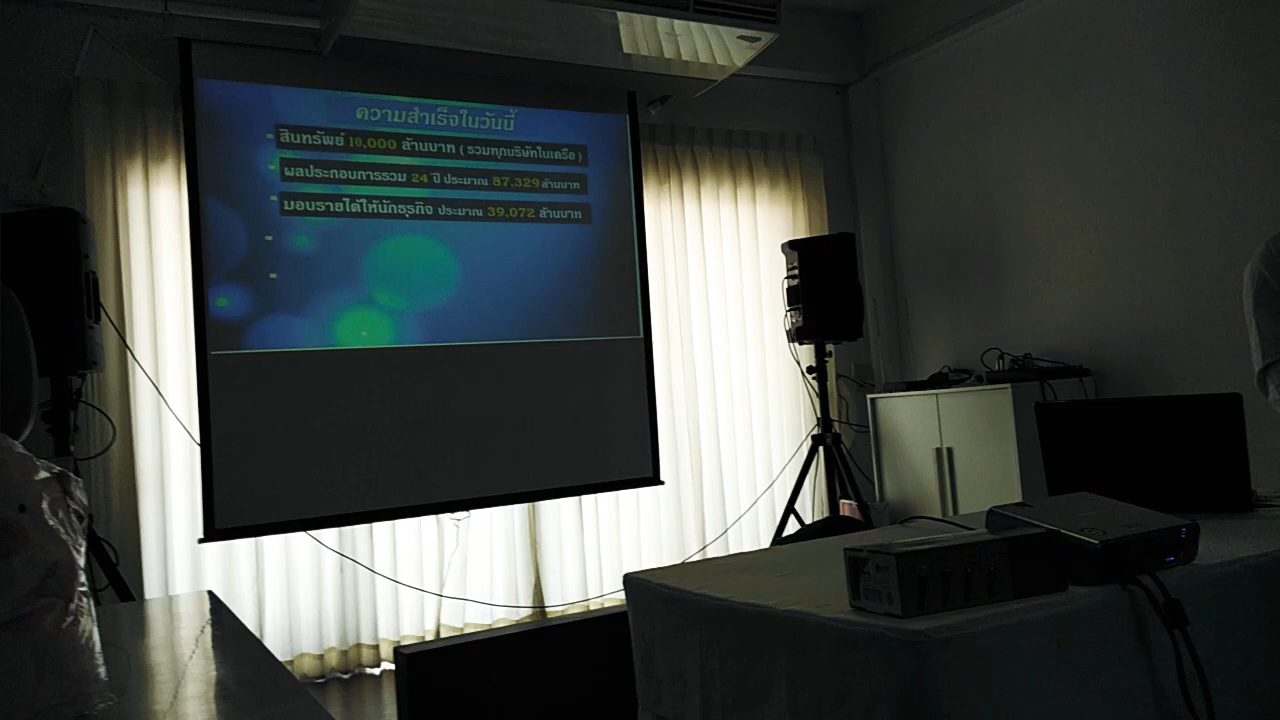 ความสำเร็จในวันนี้
สินทรัพย์ 10,000 ล้านบาท ( รวมทุกบริษัทในเครือ )
ผลประกอบการรวม 24 ปี ประมาณ 87,329 ล้านบาท
มอบรายได้ให้นักธุรกิจ ประมาณ 39,072 ล้านบาท